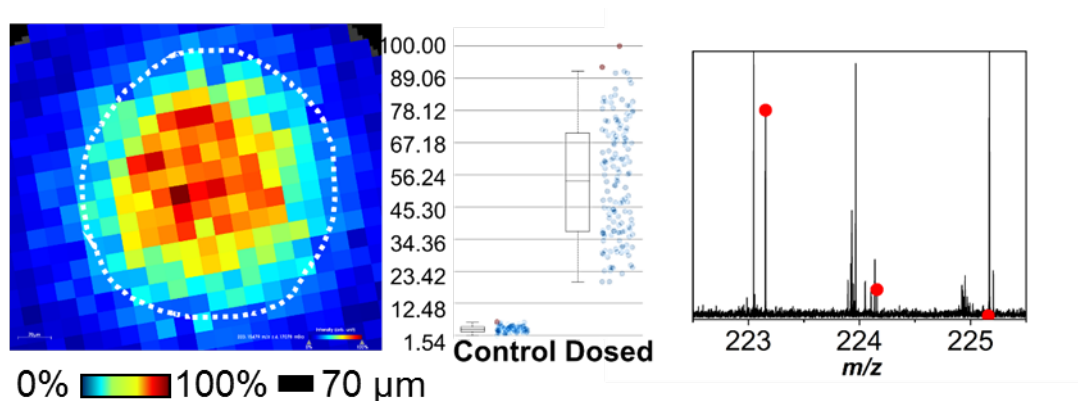 100.00
89.06
78.12
67.18
56.24
45.30
34.36
23.42
12.48
1.54
Control Dosed
223 224 225
m/z
0% 100% 70 μm